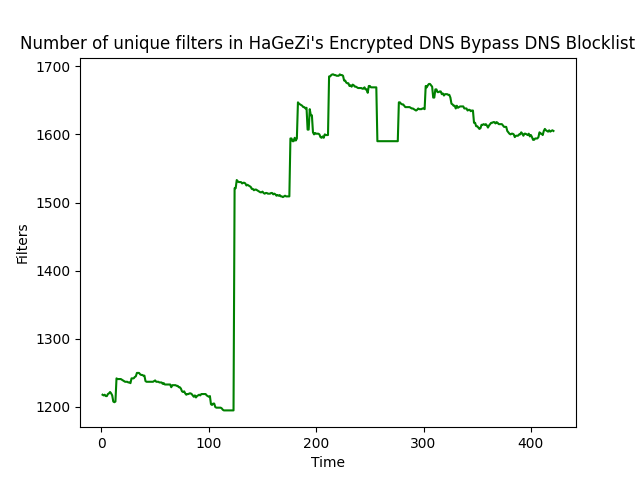 Number of unique filters in HaGeZi's Encrypted DNS Bypass DNS Blocklist
1700
1600
1500
1400
1300
1200
Filters
0 100 200 300 400
Time